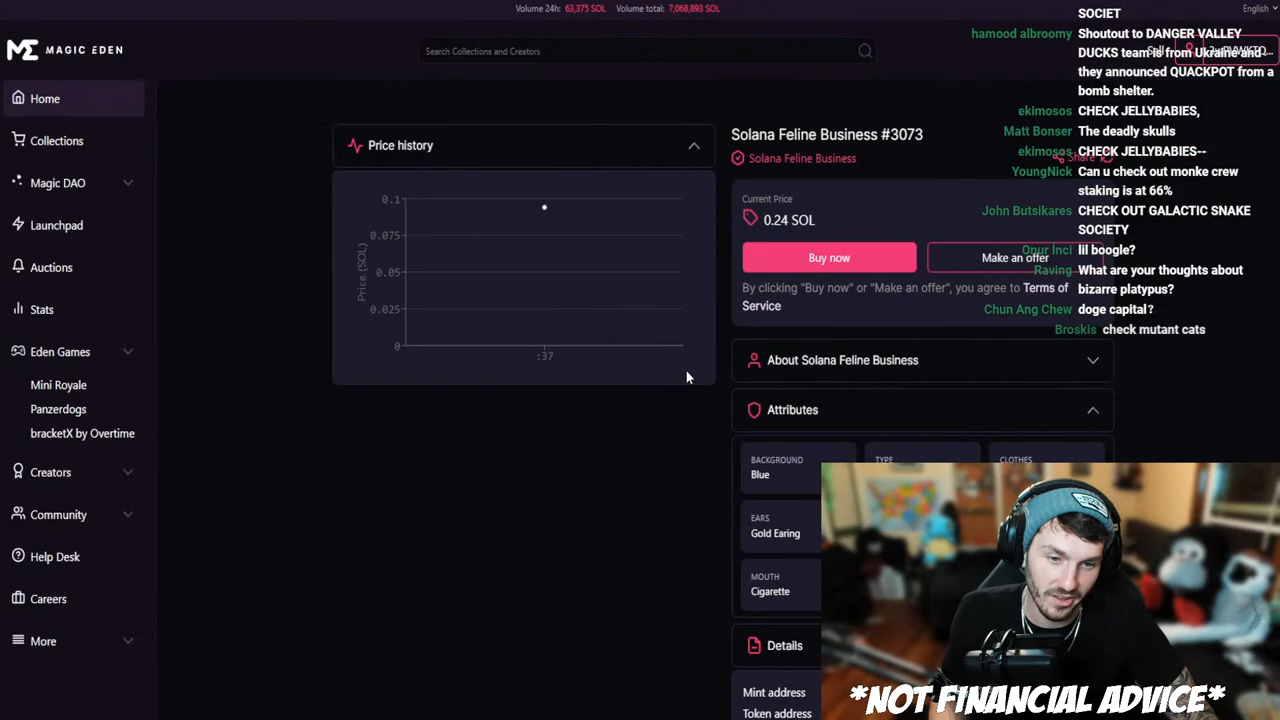 Volume 24h: 63,375 SOL Volume total: 7,068,893 SOL
English
MAGIC EDEN
Search Collections and Creators
Sell
Home
Collections
Magic DAO
Launchpad
Auctions
Stats
Eden Games
Mini Royale
Panzerdogs
bracketX by Overtime
Creators
Community
Help Desk
Careers
More
Price history
0.1
0.075
0.05
0.025
0
Price (SOL)
:37
Solana Feline Business #3073
Solana Feline Business
Share
Current Price
0.24 SOL
Buy now
Make an offer
By clicking "Buy now" or "Make an offer", you agree to Terms of
Service
About Solana Feline Business
Attributes
BACKGROUND
Blue
TYPE
CLOTHES
EARS
Gold Earing
MOUTH
Cigarette
Details
Mint address
Token address
SOCIET
hamood albroomy Shoutout to DANGER VALLEY
DUCKS team is from Ukraine and
they announced QUACKPOT from a
bomb shelter.
ekimosos CHECK JELLYBABIES,
Matt Bonser The deadly skulls
ekimosos CHECK JELLYBABIES--
YoungNick Can u check out monke crew
staking is at 66%
John Butsikares CHECK OUT GALACTIC SNAKE
SOCIETY
Onur Inci lil boogle?
Raving What are your thoughts about
bizarre platypus?
Chun Ang Chew doge capital?
Broskis check mutant cats
*NOT FINANCIAL ADVICE*